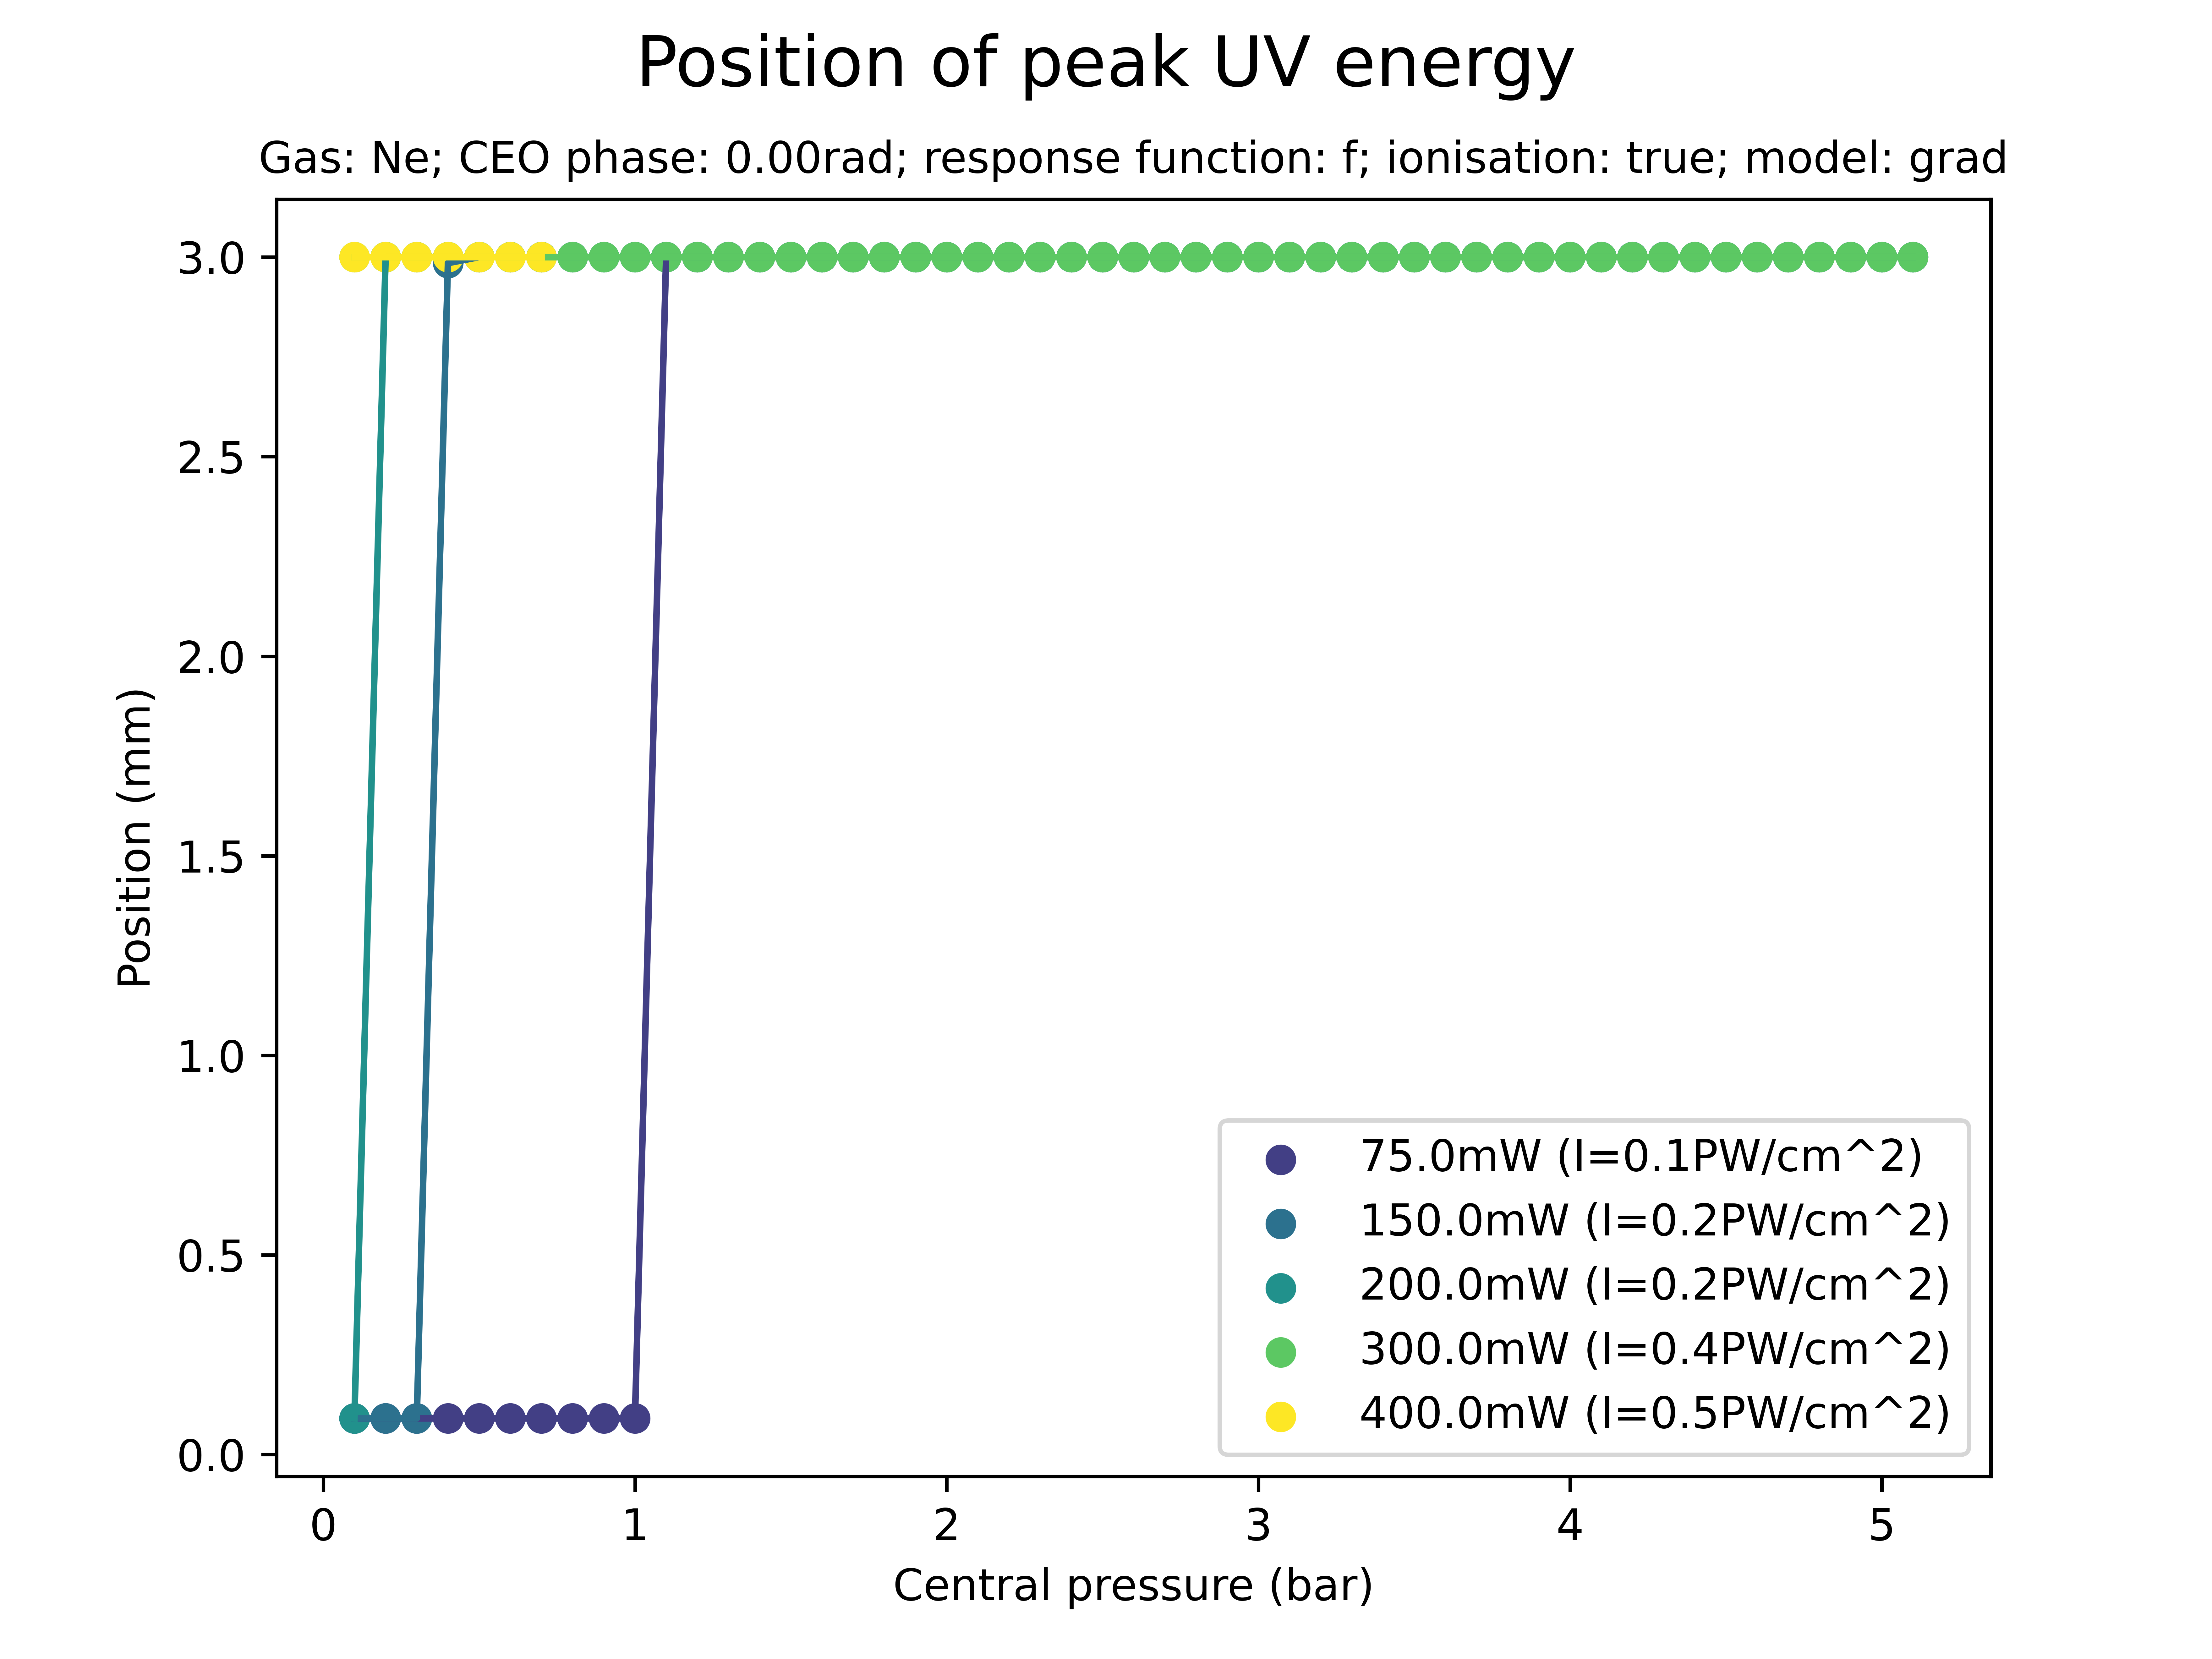 Position of peak UV energy
Gas: Ne; CEO phase: 0.00rad; response function: f; ionisation: true; model: grad
3.0
2.5
2.0
1.5
1.0
0.5
0.0
Position (mm)
75.0mW (I=0.1PW/cm^2)
150.0mW (I=0.2PW/cm^2)
200.0mW (I=0.2PW/cm^2)
300.0mW (I=0.4PW/cm^2)
400.0mW (I=0.5PW/cm^2)
0 1 2 3 4 5
Central pressure (bar)